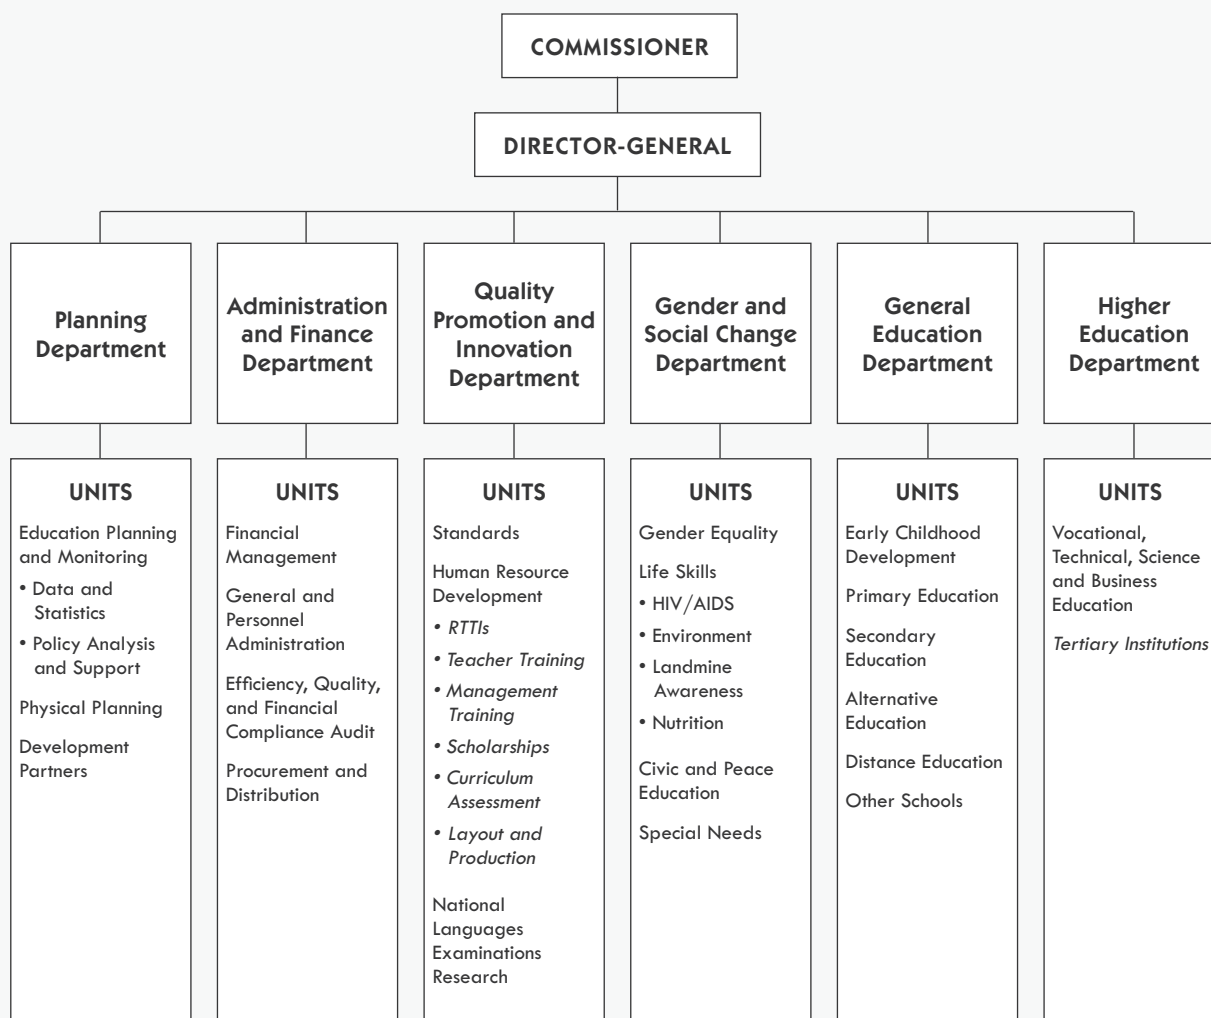 COMMISSIONER
DIRECTOR-GENERAL
Planning
Department
Administration
and Finance
Department
Quality
Promotion and
Innovation
Department
Gender and
Social Change
Department
General
Education
Department
Higher
Education
Department
UNITS
Education Planning
and Monitoring
• Data and
Statistics
• Policy Analysis
and Support
Physical Planning
Development
Partners
UNITS
Financial
Management
General and
Personnel
Administration
Efficiency, Quality,
and Financial
Compliance Audit
Procurement and
Distribution
UNITS
Standards
Human Resource
Development
• RTTIs
• Teacher Training
• Management
Training
• Scholarships
• Curriculum
Assessment
• Layout and
Production
National
Languages
Examinations
Research
UNITS
Gender Equality
Life Skills
• HIV/AIDS
• Environment
• Landmine
Awareness
• Nutrition
Civic and Peace
Education
Special Needs
UNITS
Early Childhood
Development
Primary Education
Secondary
Education
Alternative
Education
Distance Education
Other Schools
UNITS
Vocational,
Technical, Science
and Business
Education
Tertiary Institutions